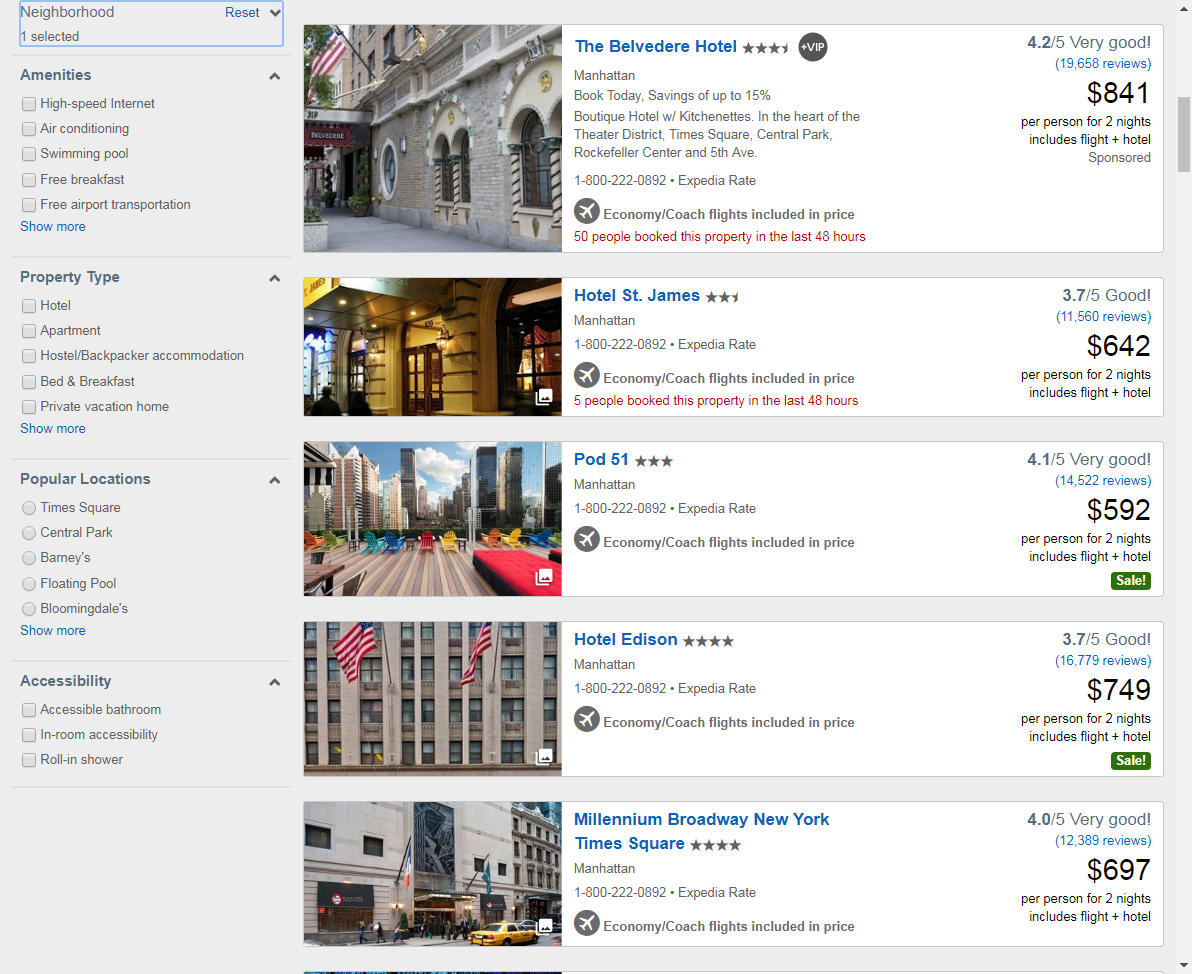 Neighborhood Reset
1 selected
Amenities
High-speed Internet
Air conditioning
Swimming pool
Free breakfast
Free airport transportation
Show more
Property Type
Hotel
Apartment
Hostel/Backpacker accommodation
Bed & Breakfast
Private vacation home
Show more
Popular Locations
Times Square
Central Park
Barney's
Floating Pool
Bloomingdale's
Show more
Accessibility
Accessible bathroom
In-room accessibility
Roll-in shower
319
BELVEDERE
The Belvedere Hotel +VIP
Manhattan
Book Today, Savings of up to 15%
Boutique Hotel w/ Kitchenettes. In the heart of the
Theater District, Times Square, Central Park,
Rockefeller Center and 5th Ave.
1-800-222-0892 • Expedia Rate
Economy/Coach flights included in price
50 people booked this property in the last 48 hours
4.2/5 Very good!
(19,658 reviews)
$841
per person for 2 nights
includes flight + hotel
Sponsored
109
Hotel St. James
Manhattan
1-800-222-0892 • Expedia Rate
Economy/Coach flights included in price
5 people booked this property in the last 48 hours
3.7/5 Good!
(11,560 reviews)
$642
per person for 2 nights
includes flight + hotel
Pod 51
Manhattan
1-800-222-0892 • Expedia Rate
Economy/Coach flights included in price
4.1/5 Very good!
(14,522 reviews)
$592
per person for 2 nights
includes flight + hotel
Sale!
Hotel Edison
Manhattan
1-800-222-0892 • Expedia Rate
Economy/Coach flights included in price
3.7/5 Good!
(16,779 reviews)
$749
per person for 2 nights
includes flight + hotel
Sale!
Millennium Broadway New York
Times Square
Manhattan
1-800-222-0892 • Expedia Rate
Economy/Coach flights included in price
4.0/5 Very good!
(12,389 reviews)
$697
per person for 2 nights
includes flight + hotel